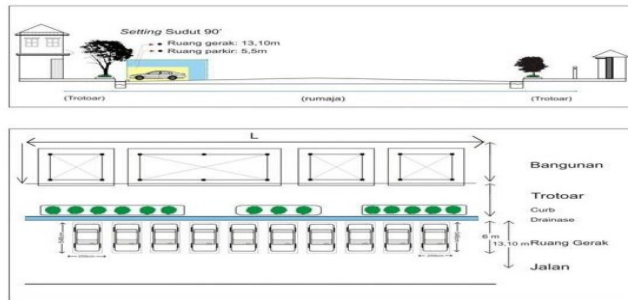 Setting Sudut 90°
Ruang gerak: 13,10m
Ruang parkir: 5,5m
(Trotoar)
(rumaja)
(Trotoar)
L
Bangunan
Trotoar
Curb
Drainase
6 m
13,10 m
Ruang Gerak
Jalan